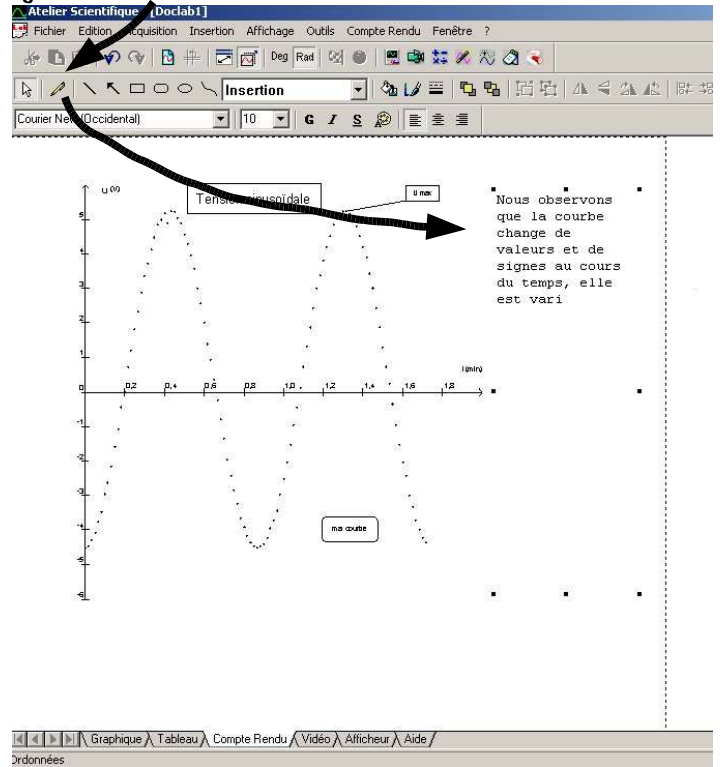 Atelier Scientifique - [Doclab1]
Fichier Edition Acquisition Insertion Affichage Outils Compte Rendu Fenêtre ?
Deg Rad
Insertion
Courier New (Occidental) 10 G I S
U (V)
Tension sinusoïdale
U max
Nous observons
que la courbe
change de
valeurs et de
signes au cours
du temps, elle
est vari
5
4
3
2
1
t(min)
0 0,2 0,4 0,6 0,8 1,0 1,2 1,4 1,6 1,8
-1
-2
-3
-4
ma courbe
-5
-6
Graphique Tableau Compte Rendu Vidéo Afficheur Aide
Ordonnées